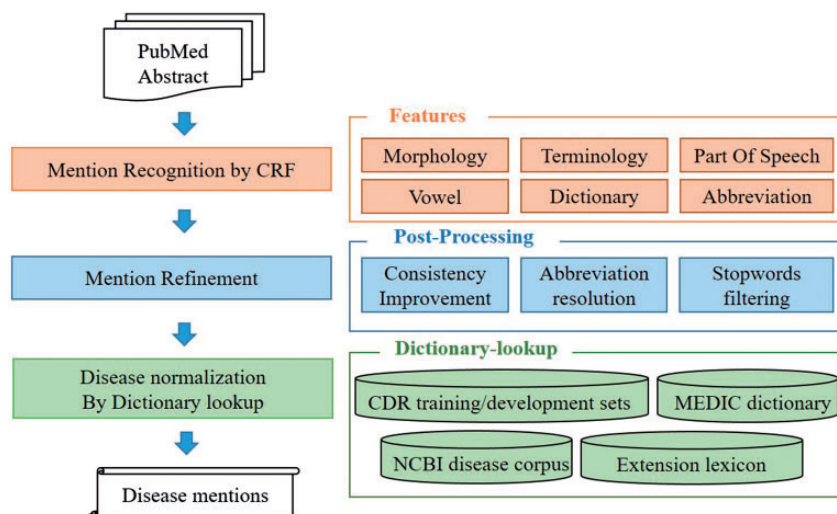 PubMed
Abstract
Mention Recognition by CRF
Features
Morphology
Terminology
Part Of Speech
Vowel
Dictionary
Abbreviation
Mention Refinement
Post-Processing
Consistency
Improvement
Abbreviation
resolution
Stopwords
filtering
Disease normalization
By Dictionary lookup
Dictionary-lookup
CDR training/development sets
MEDIC dictionary
NCBI disease corpus
Extension lexicon
Disease mentions